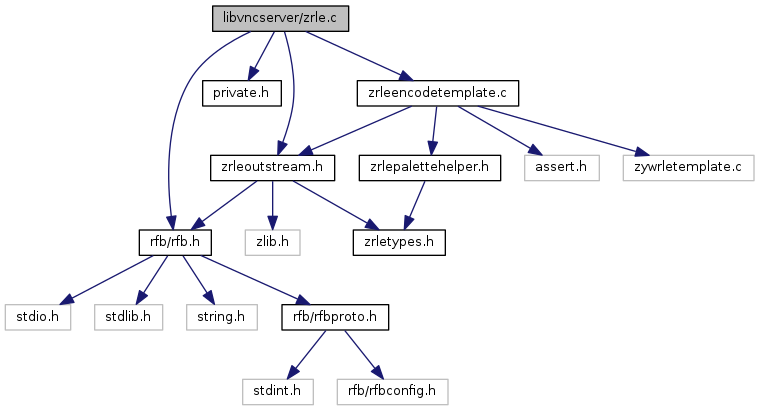 libvncserver/zrle.c
private.h
zrleencodetemplate.c
zrleoutstream.h
zrlepalettehelper.h
assert.h
zywrletemplate.c
rfb/rfb.h
zlib.h
zrletypes.h
stdio.h
stdlib.h
string.h
rfb/rfbproto.h
stdint.h
rfb/rfbconfig.h